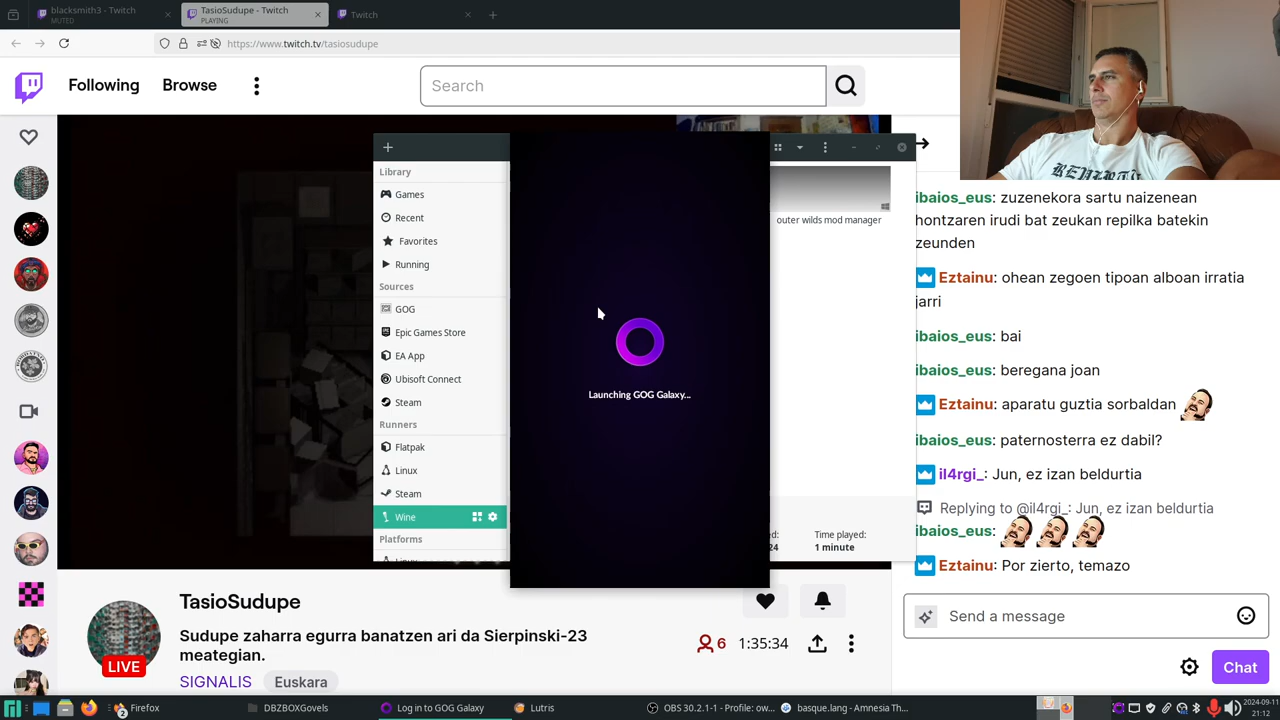 blacksmith3 - Twitch
MUTED
TasioSudupe - Twitch
PLAYING
Twitch
https://www.twitch.tv/tasiosudupe
Following
Browse
Search
Library
Games
Recent
Favorites
Running
Sources
GOG
Epic Games Store
EA App
Ubisoft Connect
Steam
Runners
Flatpak
Linux
Steam
Wine
Platforms
Launching GOG Galaxy...
outer wilds mod manager
Time played:
1 minute
ibaios_eus: zuzenekora sartu naizenean
hontzaren irudi bat zeukan repilka batekin
zeunden
Eztainu: ohean zegoen tipoan alboan irratia
jarri
ibaios_eus: bai
ibaios_eus: beregana joan
Eztainu: aparatu guztia sorbaldan
ibaios_eus: paternosterra ez dabil?
il4rgi_: Jun, ez izan beldurtia
Replying to @il4rgi_: Jun, ez izan beldurtia
ibaios_eus:
Eztainu: Por zierto, temazo
Send a message
Chat
TasioSudupe
Sudupe zaharra egurra banatzen ari da Sierpinski-23
meategian.
SIGNALIS
Euskara
LIVE
6
1:35:34
Firefox
DBZBOXGovels
Log in to GOG Galaxy
Lutris
OBS 30.2.1-1 - Profile: ow...
basque.lang - Amnesia Th...
2024-09-11
21:12